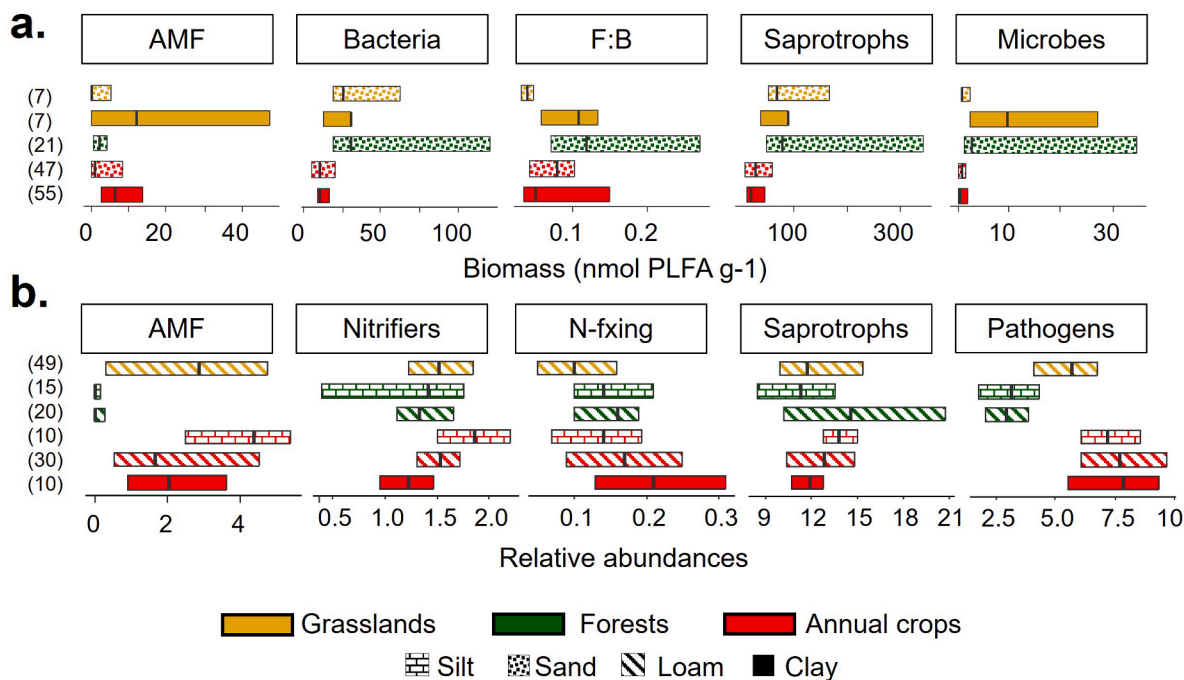 a.
AMF Bacteria F:B Saprotrophs Microbes
(7)
(7)
(21)
(47)
(55)
0 20 40 0 50 100 0.1 0.2 100 300 10 30
Biomass (nmol PLFA g-1)
b.
AMF Nitrifiers N-fxing Saprotrophs Pathogens
(49)
(15)
(20)
(10)
(30)
(10)
0 2 4 0.5 1.0 1.5 2.0 0.1 0.2 0.3 9 12 15 18 21 2.5 5.0 7.5 10
Relative abundances
Grasslands Forests Annual crops
Silt Sand Loam Clay